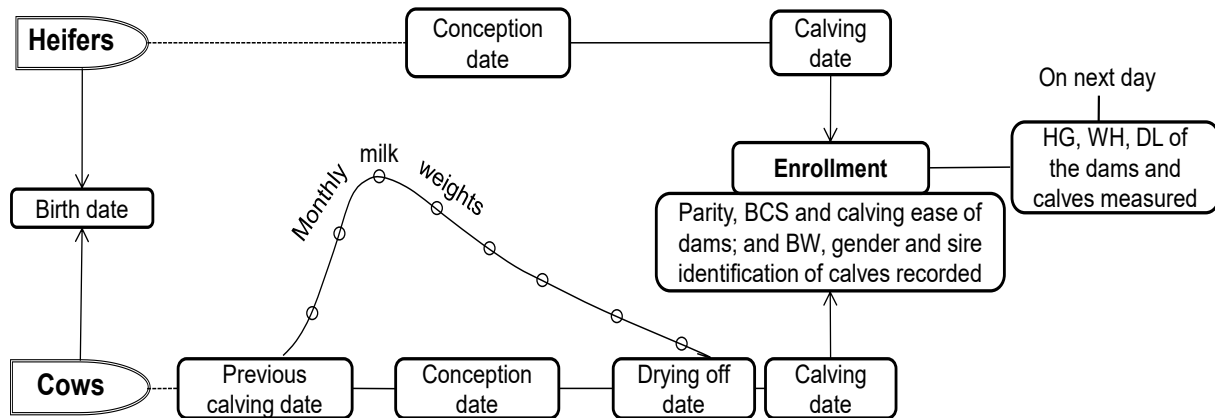 Heifers
Conception
date
Calving
date
On next day
HG, WH, DL of
the dams and
calves measured
Enrollment
Parity, BCS and calving ease of
dams; and BW, gender and sire
identification of calves recorded
Birth date
Monthly milk weights
Cows
Previous
calving date
Conception
date
Drying off
date
Calving
date